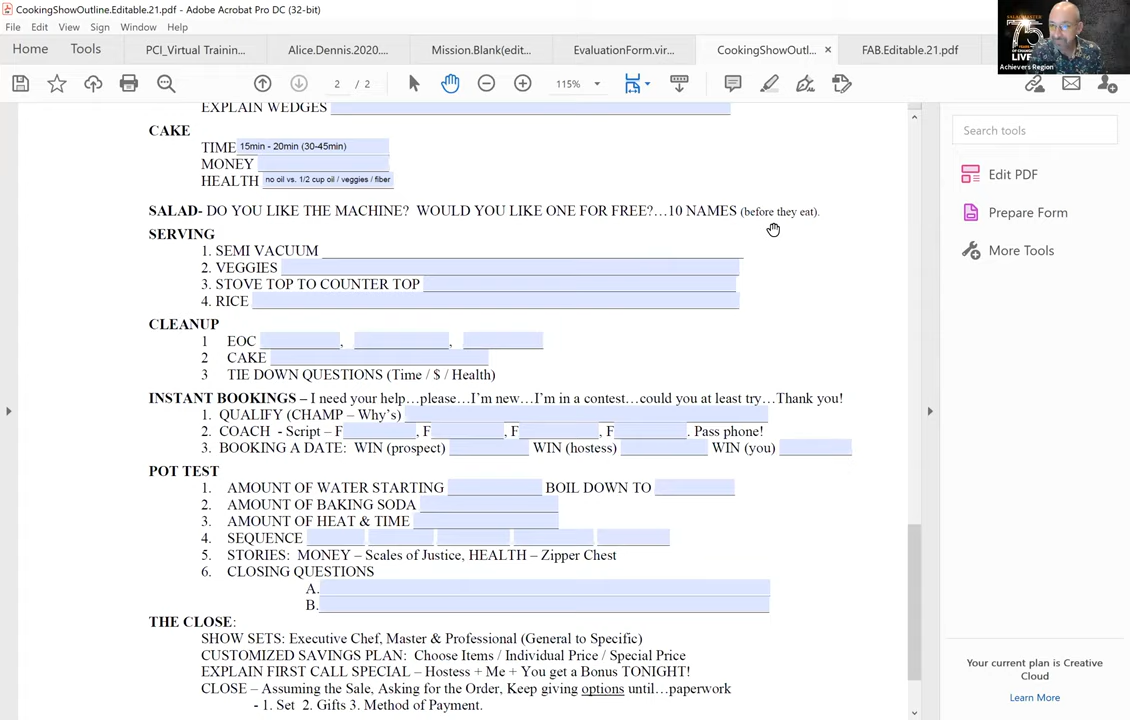 CookingShowOutline.Editable.21.pdf - Adobe Acrobat Pro DC (32-bit)
File Edit View Sign Window Help
Home Tools PCI_Virtual Trainin... Alice.Dennis.2020.... Mission.Blank(edit... EvaluationForm.vir... CookingShowOutl... × FAB.Editable.21.pdf
2 / 2 115%
75
LIVF
Achievers Region
EXPLAIN WEDGES
CAKE
TIME 15min - 20min (30-45min)
MONEY
HEALTH no oil vs. 1/2 cup oil / veggies / fiber
SALAD- DO YOU LIKE THE MACHINE? WOULD YOU LIKE ONE FOR FREE?…10 NAMES (before they eat).
SERVING
1. SEMI VACUUM
2. VEGGIES
3. STOVE TOP TO COUNTER TOP
4. RICE
CLEANUP
1 EOC , ,
2 CAKE
3 TIE DOWN QUESTIONS (Time / $ / Health)
INSTANT BOOKINGS – I need your help…please…I'm new…I'm in a contest…could you at least try…Thank you!
1. QUALIFY (CHAMP – Why's)
2. COACH - Script – F , F , F , F . Pass phone!
3. BOOKING A DATE: WIN (prospect) WIN (hostess) WIN (you)
POT TEST
1. AMOUNT OF WATER STARTING BOIL DOWN TO
2. AMOUNT OF BAKING SODA
3. AMOUNT OF HEAT & TIME
4. SEQUENCE
5. STORIES: MONEY – Scales of Justice, HEALTH – Zipper Chest
6. CLOSING QUESTIONS
A.
B.
THE CLOSE:
SHOW SETS: Executive Chef, Master & Professional (General to Specific)
CUSTOMIZED SAVINGS PLAN: Choose Items / Individual Price / Special Price
EXPLAIN FIRST CALL SPECIAL – Hostess + Me + You get a Bonus TONIGHT!
CLOSE – Assuming the Sale, Asking for the Order, Keep giving options until…paperwork
- 1. Set 2. Gifts 3. Method of Payment.
Search tools
Edit PDF
Prepare Form
More Tools
Your current plan is Creative
Cloud
Learn More